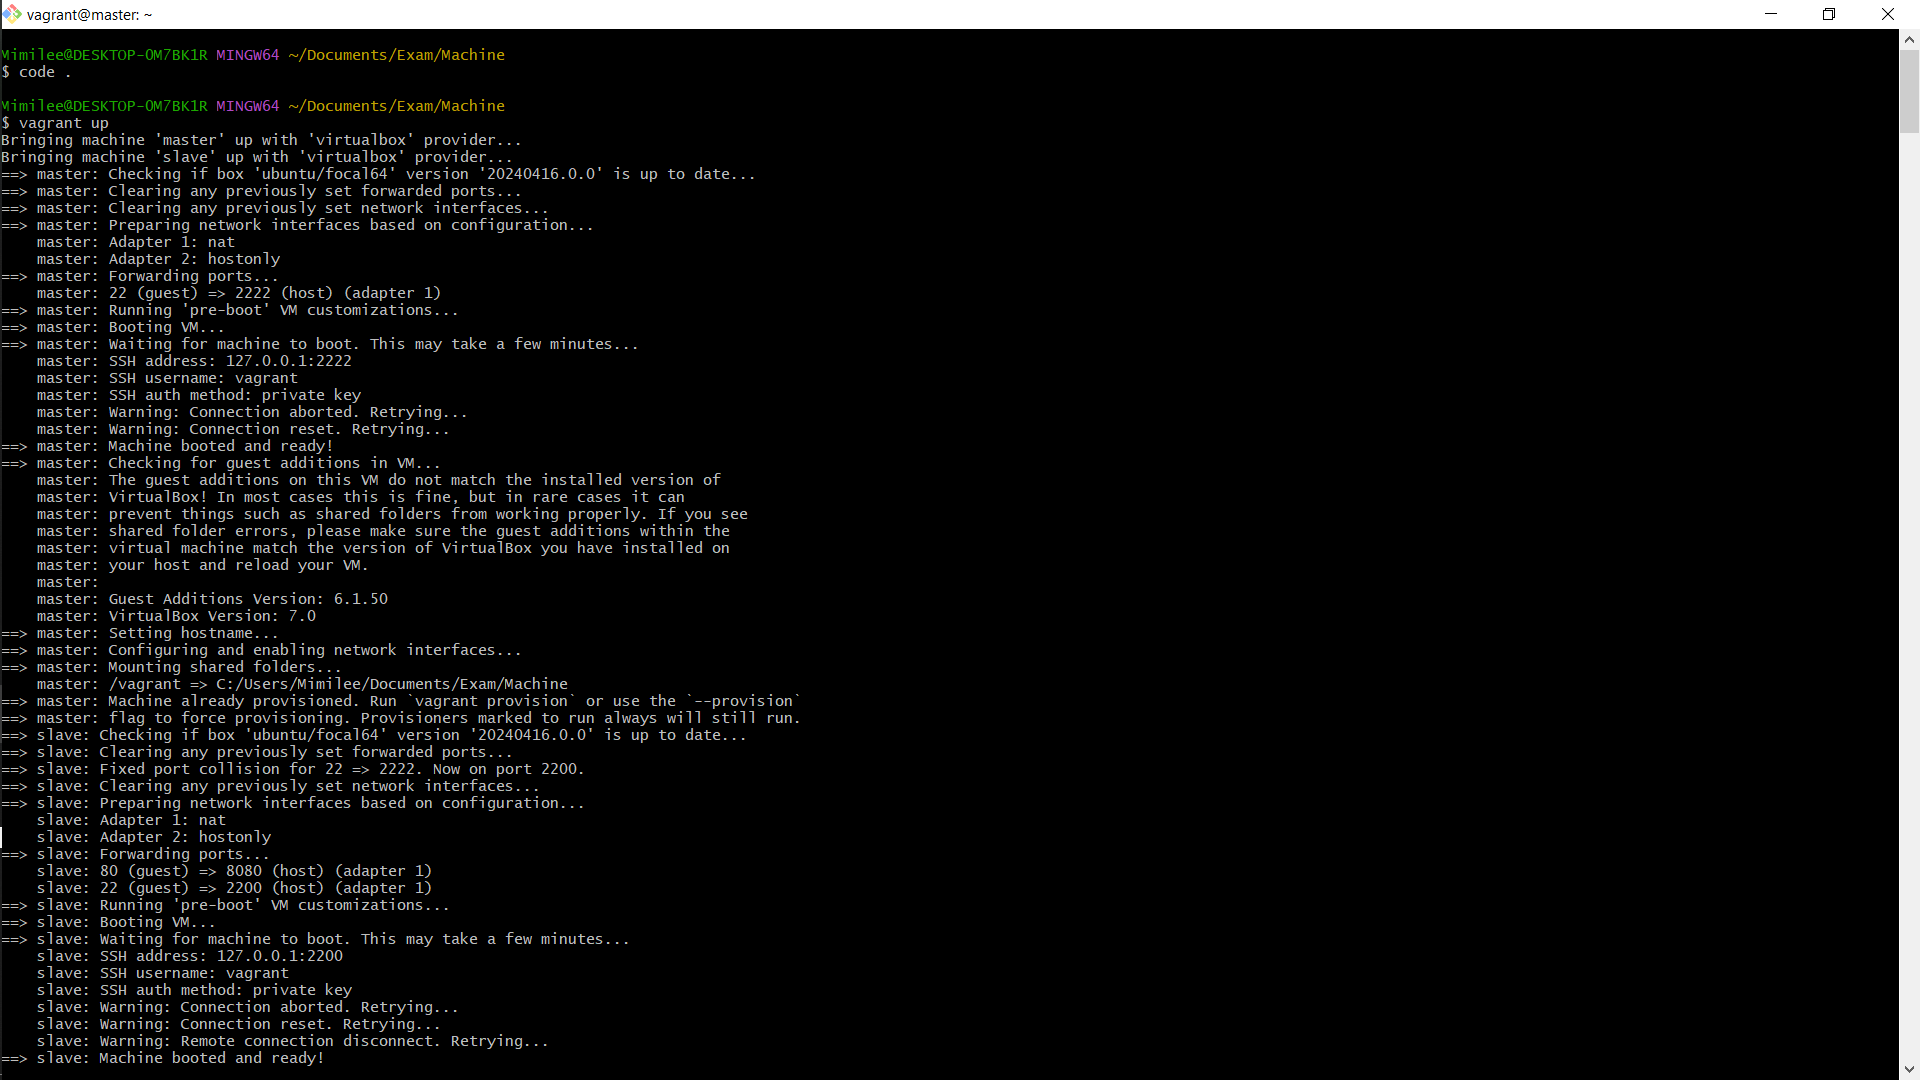 vagrant@master: ~
Mimilee@DESKTOP-OM7BK1R MINGW64 ~/Documents/Exam/Machine
$ code .
Mimilee@DESKTOP-OM7BK1R MINGW64 ~/Documents/Exam/Machine
$ vagrant up
Bringing machine 'master' up with 'virtualbox' provider...
Bringing machine 'slave' up with 'virtualbox' provider...
==> master: Checking if box 'ubuntu/focal64' version '20240416.0.0' is up to date...
==> master: Clearing any previously set forwarded ports...
==> master: Clearing any previously set network interfaces...
==> master: Preparing network interfaces based on configuration...
    master: Adapter 1: nat
    master: Adapter 2: hostonly
==> master: Forwarding ports...
    master: 22 (guest) => 2222 (host) (adapter 1)
==> master: Running 'pre-boot' VM customizations...
==> master: Booting VM...
==> master: Waiting for machine to boot. This may take a few minutes...
    master: SSH address: 127.0.0.1:2222
    master: SSH username: vagrant
    master: SSH auth method: private key
    master: Warning: Connection aborted. Retrying...
    master: Warning: Connection reset. Retrying...
==> master: Machine booted and ready!
==> master: Checking for guest additions in VM...
    master: The guest additions on this VM do not match the installed version of
    master: VirtualBox! In most cases this is fine, but in rare cases it can
    master: prevent things such as shared folders from working properly. If you see
    master: shared folder errors, please make sure the guest additions within the
    master: virtual machine match the version of VirtualBox you have installed on
    master: your host and reload your VM.
    master:
    master: Guest Additions Version: 6.1.50
    master: VirtualBox Version: 7.0
==> master: Setting hostname...
==> master: Configuring and enabling network interfaces...
==> master: Mounting shared folders...
    master: /vagrant => C:/Users/Mimilee/Documents/Exam/Machine
==> master: Machine already provisioned. Run `vagrant provision` or use the `--provision`
==> master: flag to force provisioning. Provisioners marked to run always will still run.
==> slave: Checking if box 'ubuntu/focal64' version '20240416.0.0' is up to date...
==> slave: Clearing any previously set forwarded ports...
==> slave: Fixed port collision for 22 => 2222. Now on port 2200.
==> slave: Clearing any previously set network interfaces...
==> slave: Preparing network interfaces based on configuration...
    slave: Adapter 1: nat
    slave: Adapter 2: hostonly
==> slave: Forwarding ports...
    slave: 80 (guest) => 8080 (host) (adapter 1)
    slave: 22 (guest) => 2200 (host) (adapter 1)
==> slave: Running 'pre-boot' VM customizations...
==> slave: Booting VM...
==> slave: Waiting for machine to boot. This may take a few minutes...
    slave: SSH address: 127.0.0.1:2200
    slave: SSH username: vagrant
    slave: SSH auth method: private key
    slave: Warning: Connection aborted. Retrying...
    slave: Warning: Connection reset. Retrying...
    slave: Warning: Remote connection disconnect. Retrying...
==> slave: Machine booted and ready!